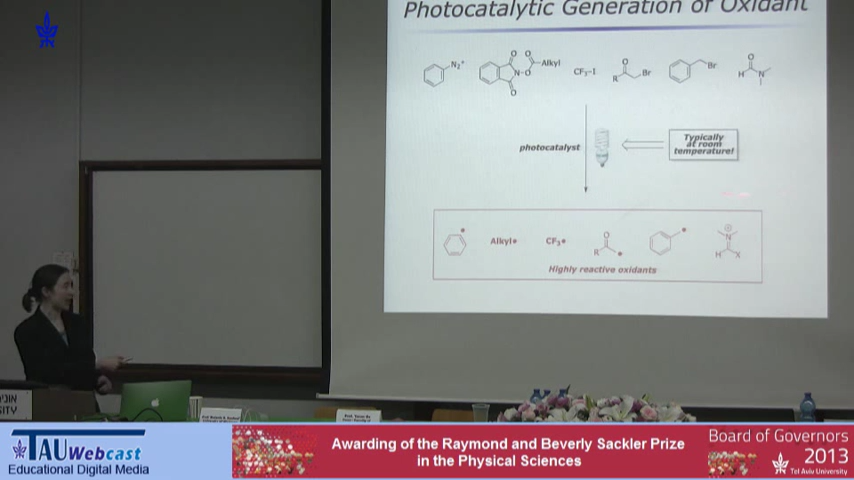 Photocatalytic Generation of Oxidant
N₂⁺
O O
Alkyl
N-O
O
CF₃-I
O
R Br
Br
O
H N
photocatalyst
Typically
at room
temperature!
Alkyl•
CF₃•
O
R
N
H X
Highly reactive oxidants
SITY
TAU Webcast
Educational Digital Media
Awarding of the Raymond and Beverly Sackler Prize
in the Physical Sciences
Board of Governors
2013
Tel Aviv University